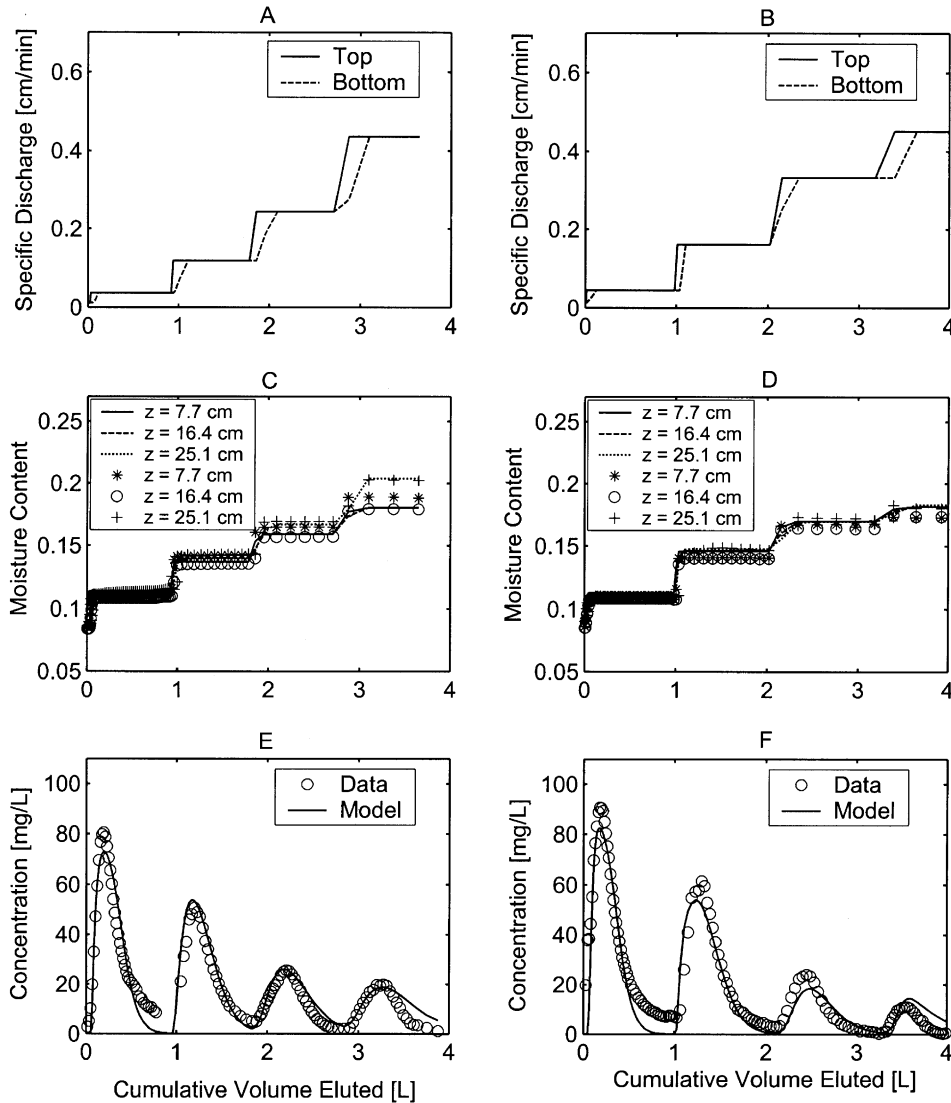 A
Specific Discharge [cm/min]
0.6
0.4
0.2
0
0 1 2 3 4
Top
Bottom
B
Specific Discharge [cm/min]
0.6
0.4
0.2
0
0 1 2 3 4
Top
Bottom
C
Moisture Content
0.25
0.2
0.15
0.1
0.05
0 1 2 3 4
z = 7.7 cm
z = 16.4 cm
z = 25.1 cm
z = 7.7 cm
z = 16.4 cm
z = 25.1 cm
D
Moisture Content
0.25
0.2
0.15
0.1
0.05
0 1 2 3 4
z = 7.7 cm
z = 16.4 cm
z = 25.1 cm
z = 7.7 cm
z = 16.4 cm
z = 25.1 cm
E
Concentration [mg/L]
100
80
60
40
20
0
0 1 2 3 4
Data
Model
Cumulative Volume Eluted [L]
F
Concentration [mg/L]
100
80
60
40
20
0
0 1 2 3 4
Data
Model
Cumulative Volume Eluted [L]